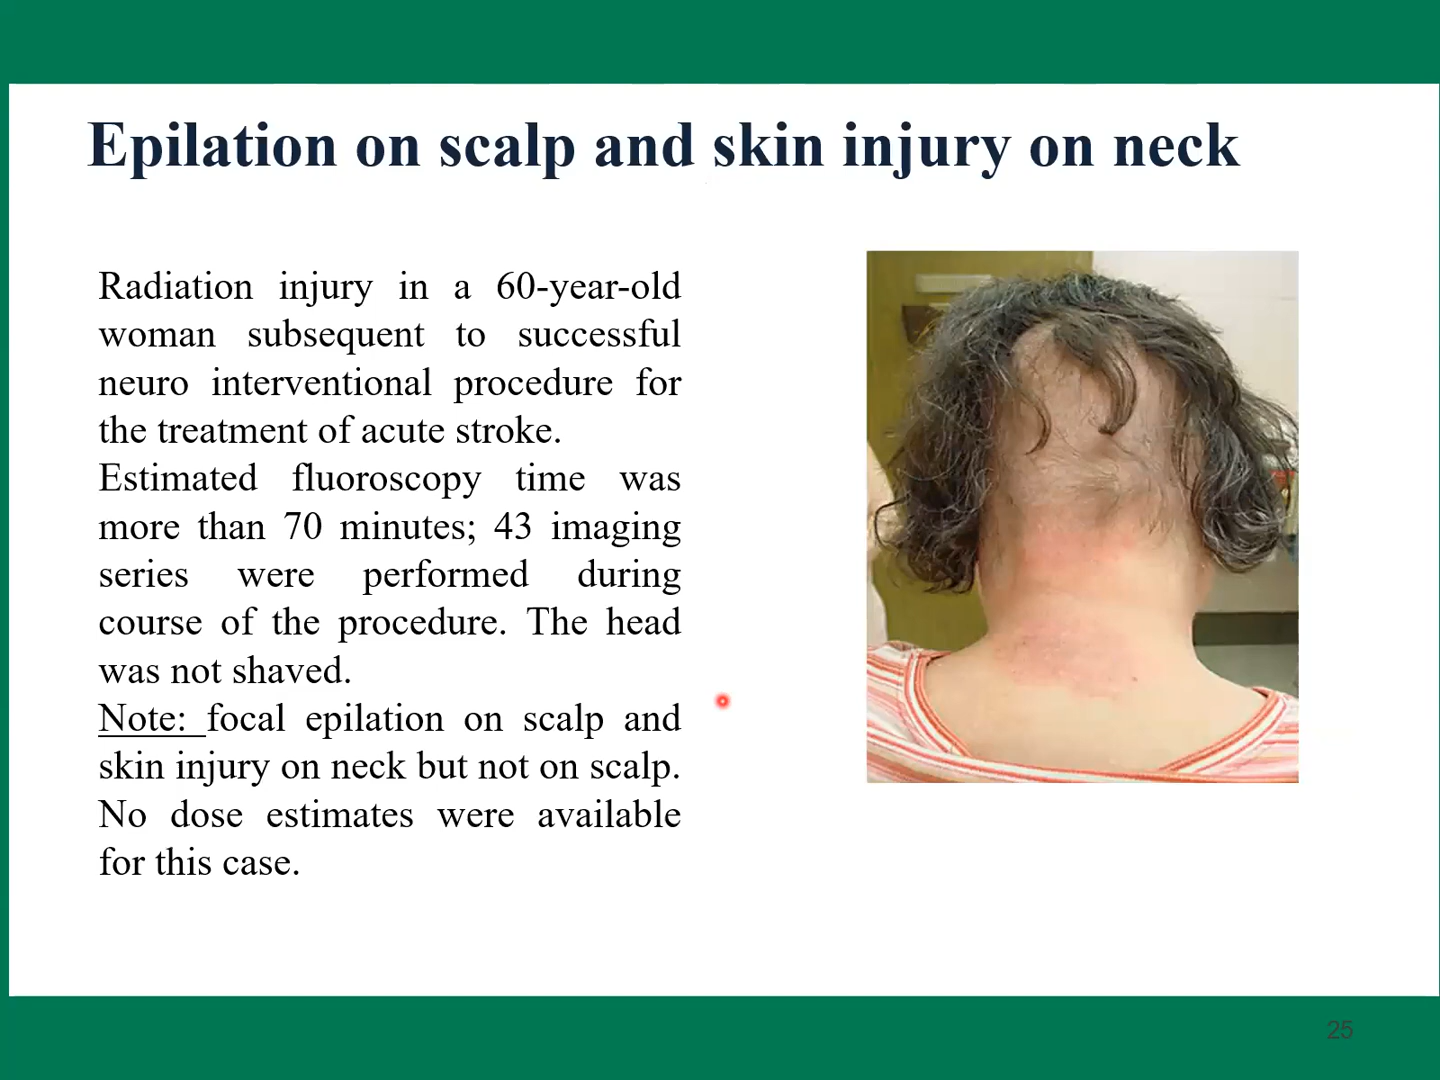 Epilation on scalp and skin injury on neck
Radiation injury in a 60-year-old
woman subsequent to successful
neuro interventional procedure for
the treatment of acute stroke.
Estimated fluoroscopy time was
more than 70 minutes; 43 imaging
series were performed during
course of the procedure. The head
was not shaved.
Note: focal epilation on scalp and
skin injury on neck but not on scalp.
No dose estimates were available
for this case.
25